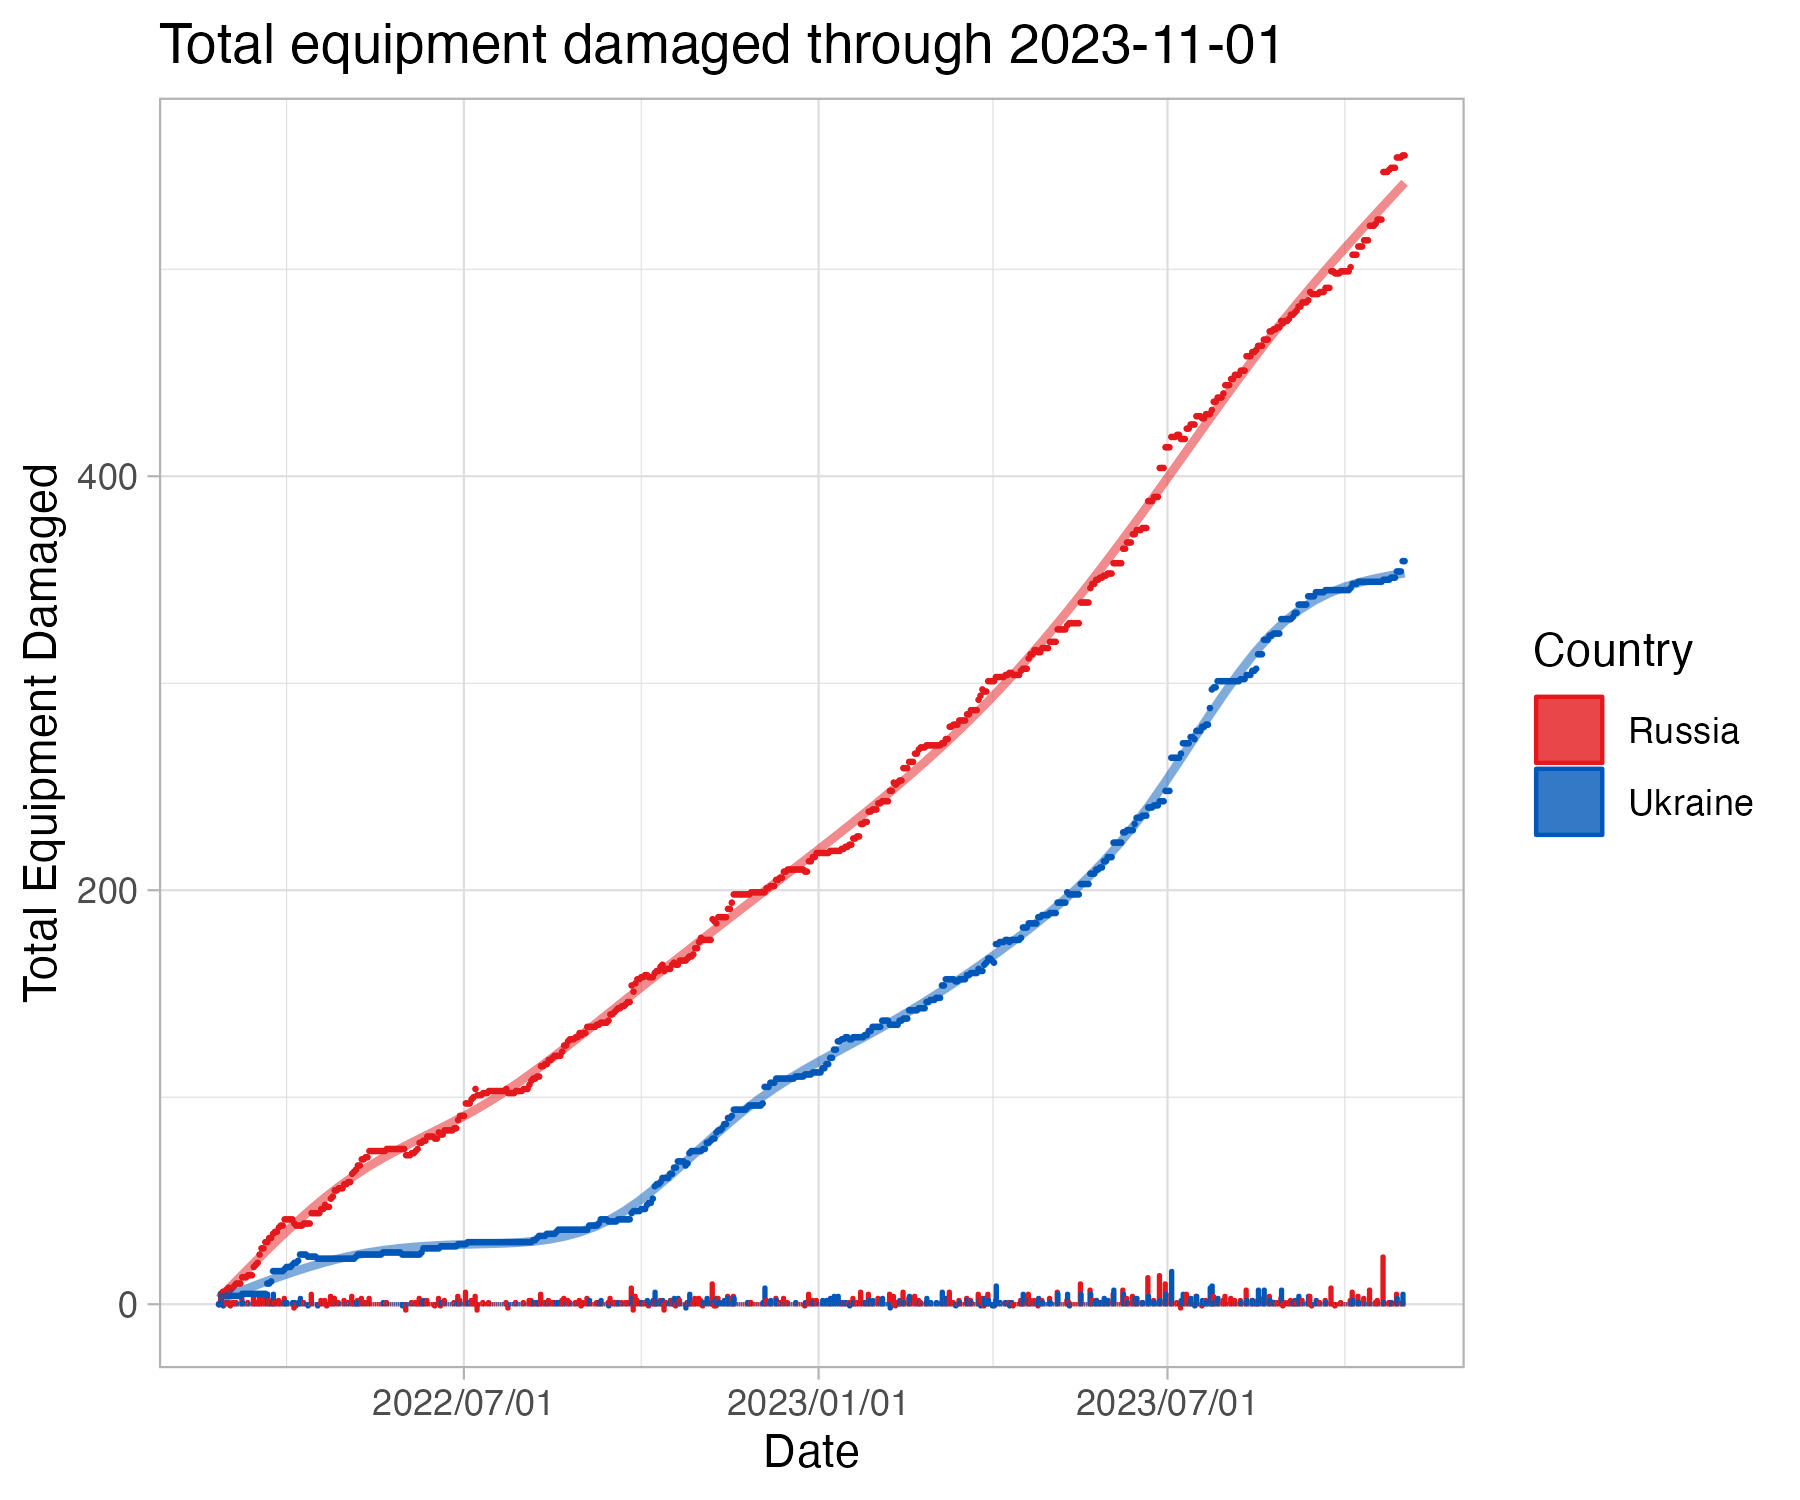 Total equipment damaged through 2023-11-01
Total Equipment Damaged
400
200
0
2022/07/01
2023/01/01
2023/07/01
Date
Country
Russia
Ukraine